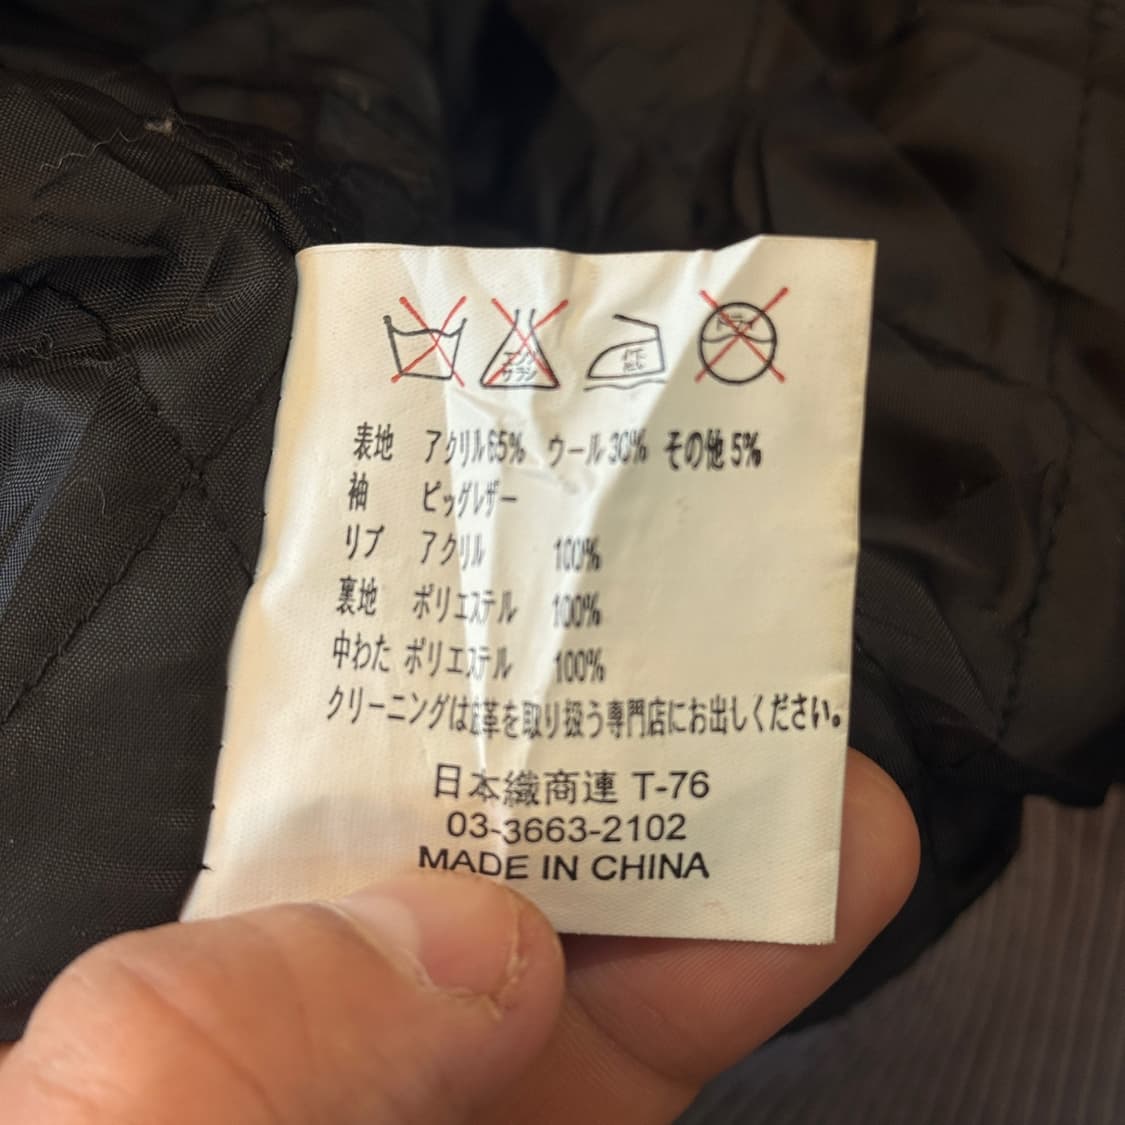 エンソ サラシ ドライ
表地 アクリル65% ウール30% その他5%
袖 ピッグレザー
リブ アクリル 100%
裏地 ポリエステル 100%
中わた ポリエステル 100%
クリーニングは皮革を取り扱う専門店にお出しください。
日本織商連 T-76
03-3663-2102
MADE IN CHINA